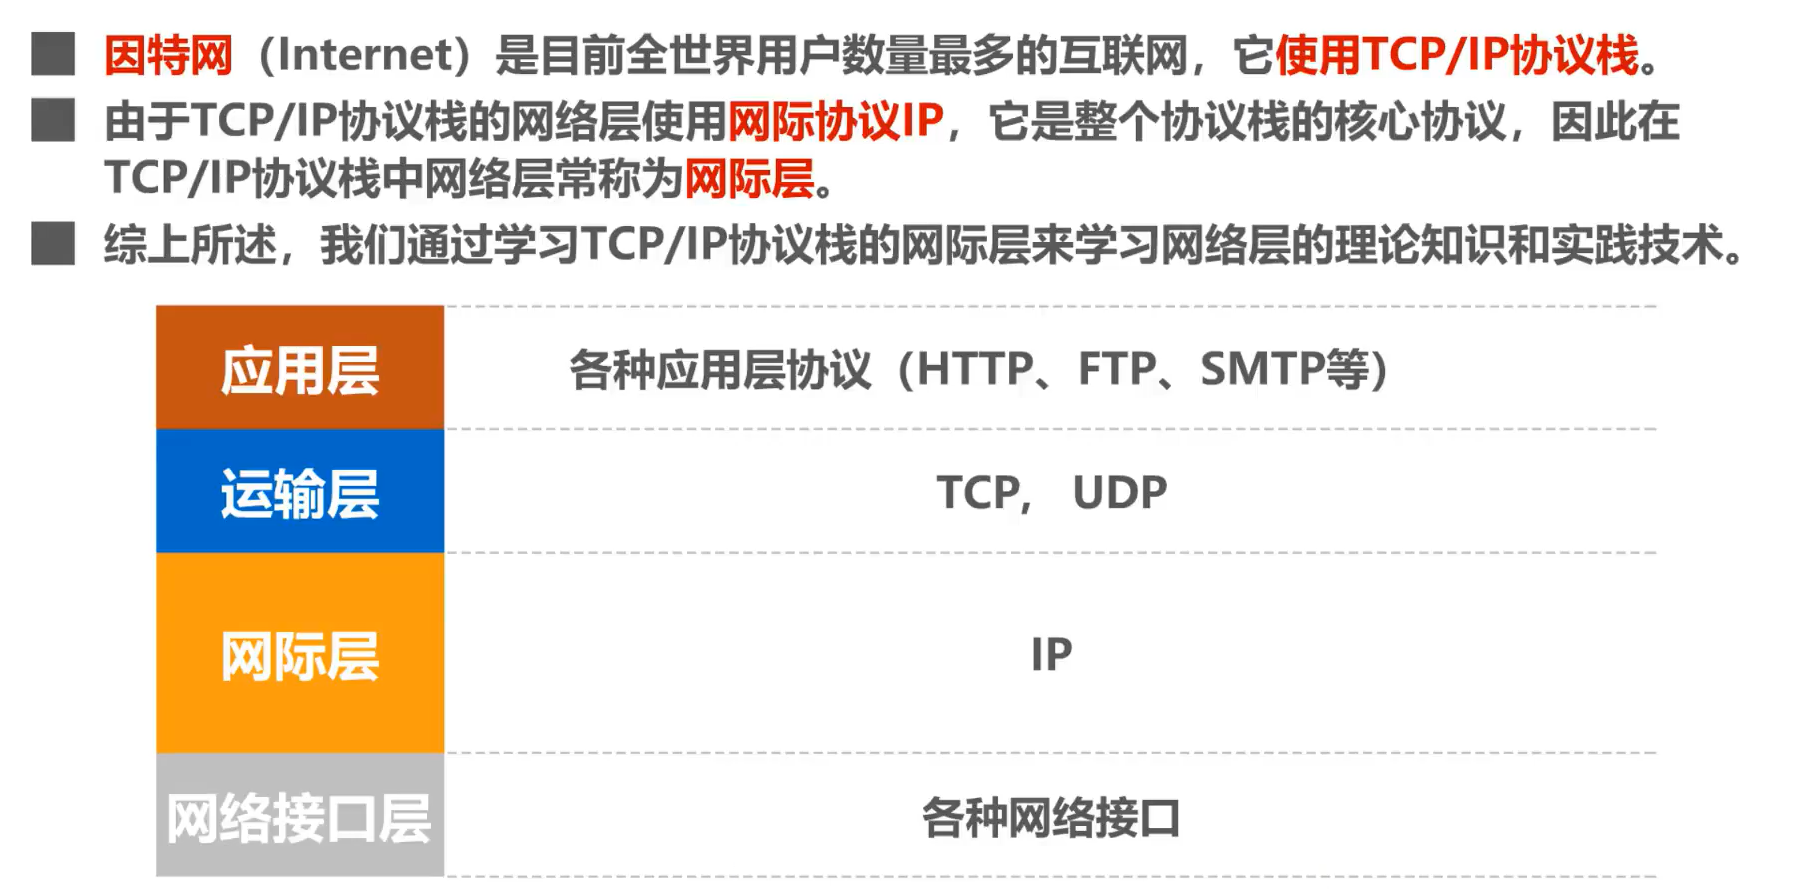 因特网（Internet）是目前全世界用户数量最多的互联网，它使用TCP/IP协议栈。
由于TCP/IP协议栈的网络层使用网际协议IP，它是整个协议栈的核心协议，因此在
TCP/IP协议栈中网络层常称为网际层。
综上所述，我们通过学习TCP/IP协议栈的网际层来学习网络层的理论知识和实践技术。
应用层 各种应用层协议（HTTP、FTP、SMTP等）
运输层 TCP, UDP
网际层 IP
网络接口层 各种网络接口